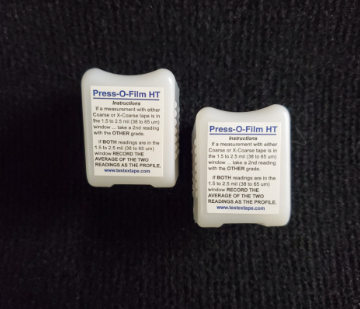 Press-O-Film HT
Instructions
If a measurement with either
Coarse or X-Coarse tape is in
the 1.5 to 2.5 mil (38 to 65 um)
window ... take a 2nd reading
with the OTHER grade.
If BOTH readings are in the
1.5 to 2.5 mil (38 to 65 um)
window RECORD THE
AVERAGE OF THE TWO
READINGS AS THE PROFILE.
www.testextape.com
Press-O-Film HT
Instructions
If a measurement with either
Coarse or X-Coarse tape is in
the 1.5 to 2.5 mil (38 to 65 um)
window ... take a 2nd reading
with the OTHER grade.
If BOTH readings are in the
1.5 to 2.5 mil (38 to 65 um)
window RECORD THE
AVERAGE OF THE TWO
READINGS AS THE PROFILE.
www.testextape.com